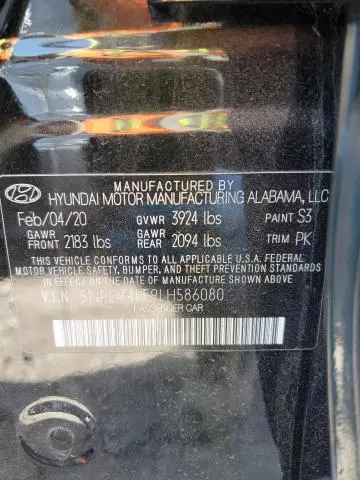 MANUFACTURED BY
HYUNDAI MOTOR MANUFACTURING ALABAMA, LLC
Feb/04/20 GVWR 3924 lbs PAINT S3
GAWR FRONT 2183 lbs GAWR REAR 2094 lbs TRIM PK
THIS VEHICLE CONFORMS TO ALL APPLICABLE U.S.A FEDERAL
MOTOR VEHICLE SAFETY, BUMPER, AND THEFT PREVENTION
STANDARDS IN EFFECT ON THE DATE OF MANUFACTURE SHOWN ABOVE
V.I.N 5NPD74LF9LH586080
PASSENGER CAR